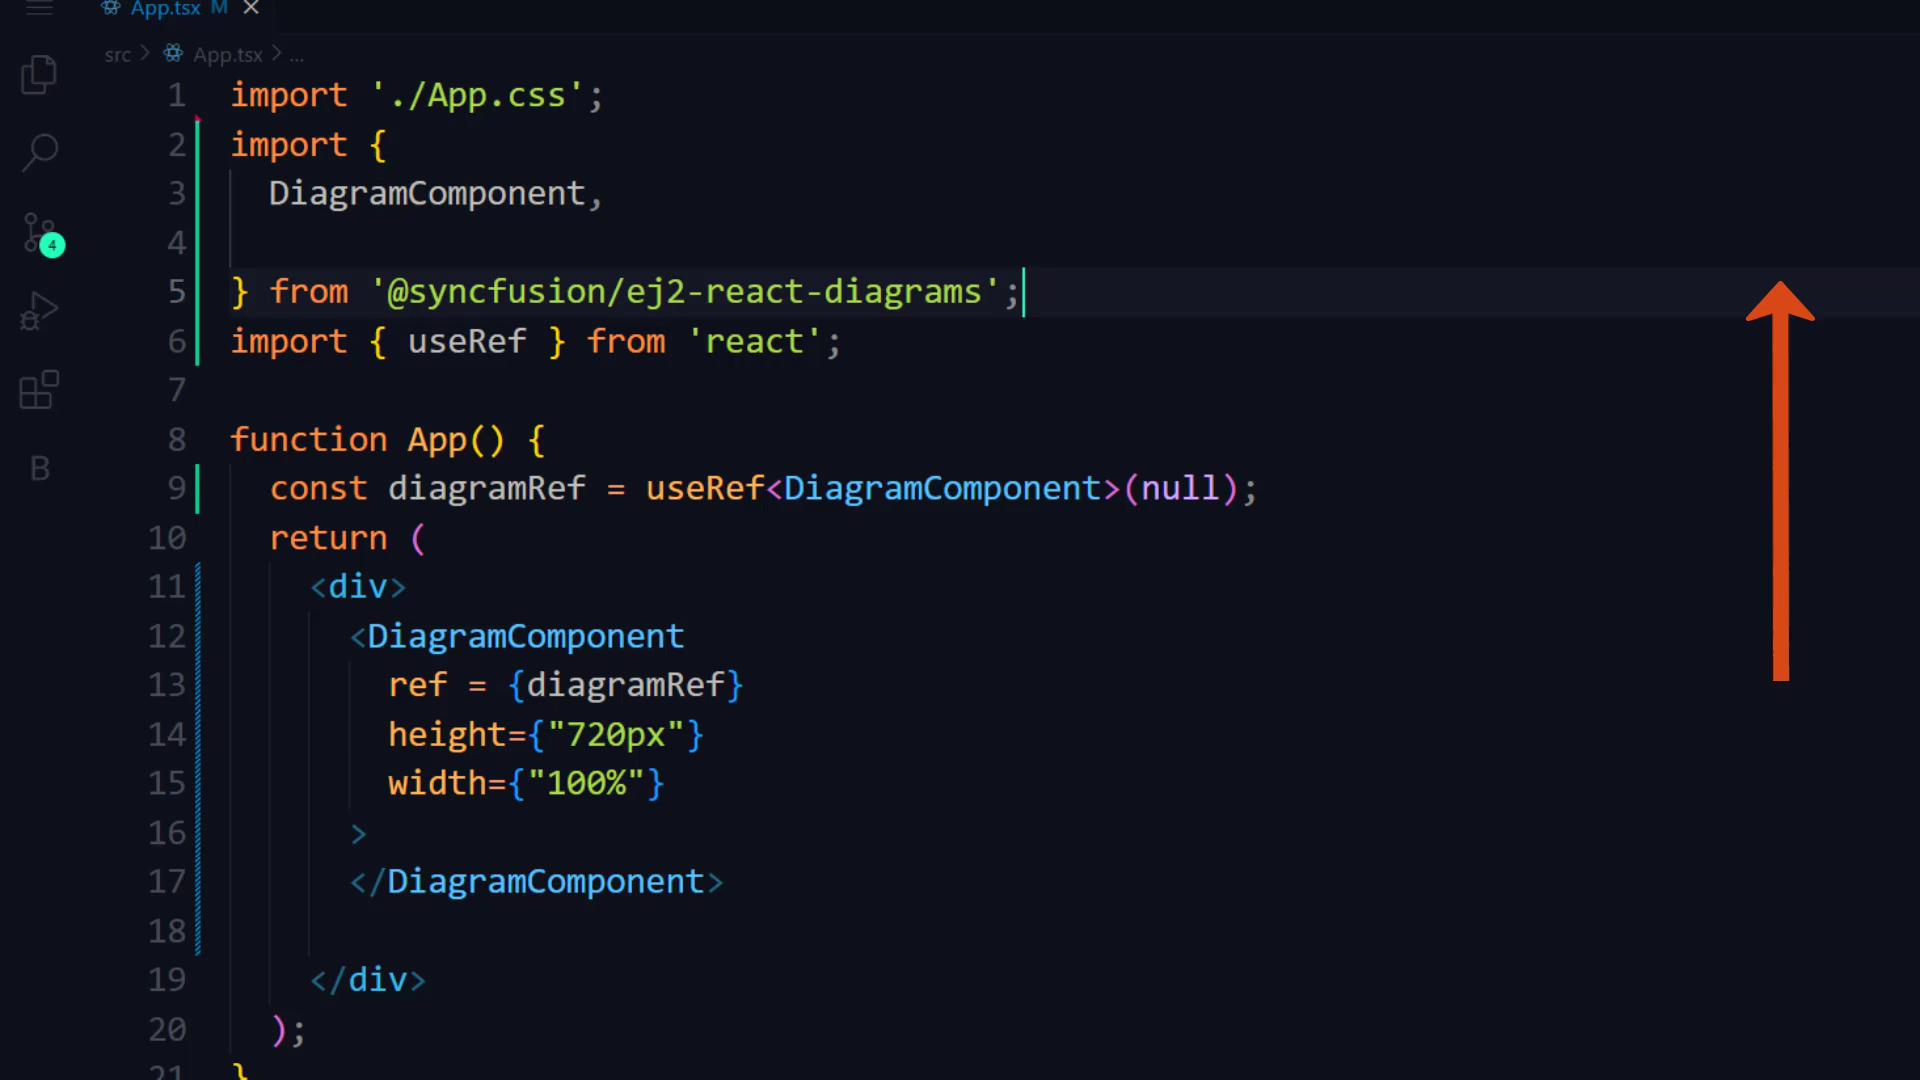 App.tsx M
src > App.tsx > ...
1 import './App.css';
2 import {
3 DiagramComponent,
4
5 } from '@syncfusion/ej2-react-diagrams';
6 import { useRef } from 'react';
7
8 function App() {
9 const diagramRef = useRef<DiagramComponent>(null);
10 return (
11 <div>
12 <DiagramComponent
13 ref = {diagramRef}
14 height={"720px"}
15 width={"100%"}
16 >
17 </DiagramComponent>
18
19 </div>
20 );
21 }
4
B